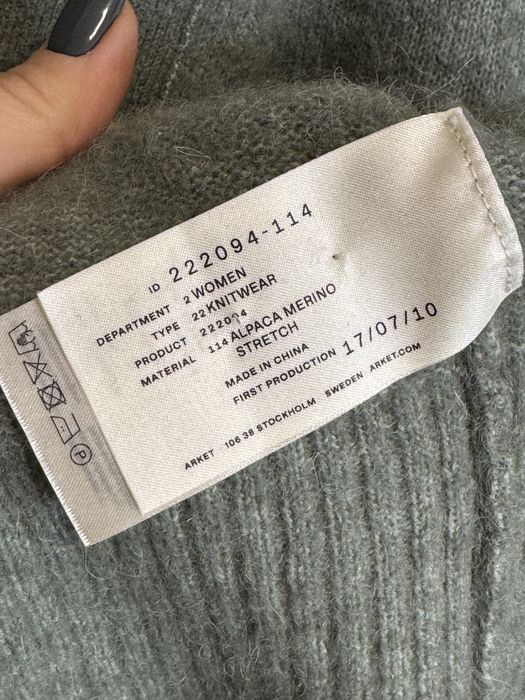 ID 222094-114
DEPARTMENT 2 WOMEN
TYPE 22 KNITWEAR
PRODUCT 222094
MATERIAL 114 ALPACA MERINO
STRETCH
MADE IN CHINA
FIRST PRODUCTION 17/07/10
ARKET 106 38 STOCKHOLM SWEDEN ARKET.COM
P